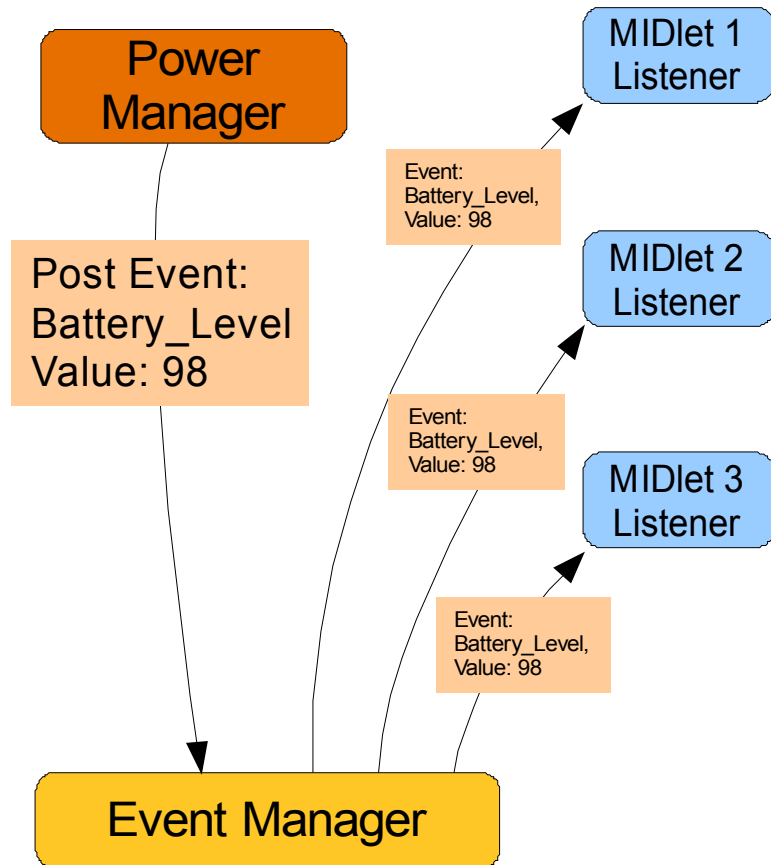 Power
Manager
Post Event:
Battery_Level
Value: 98
Event Manager
Event:
Battery_Level,
Value: 98
MIDlet 1
Listener
Event:
Battery_Level,
Value: 98
MIDlet 2
Listener
Event:
Battery_Level,
Value: 98
MIDlet 3
Listener